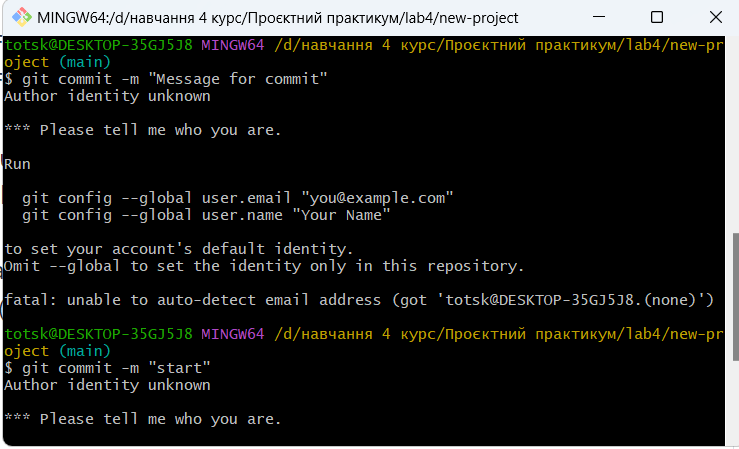 MINGW64:/d/навчання 4 курс/Проєктний практикум/lab4/new-project
totsk@DESKTOP-35GJ5J8 MINGW64 /d/навчання 4 курс/Проєктний практикум/lab4/new-pr
oject (main)
$ git commit -m "Message for commit"
Author identity unknown
*** Please tell me who you are.
Run
git config --global user.email "you@example.com"
git config --global user.name "Your Name"
to set your account's default identity.
Omit --global to set the identity only in this repository.
fatal: unable to auto-detect email address (got 'totsk@DESKTOP-35GJ5J8.(none)')
totsk@DESKTOP-35GJ5J8 MINGW64 /d/навчання 4 курс/Проєктний практикум/lab4/new-pr
oject (main)
$ git commit -m "start"
Author identity unknown
*** Please tell me who you are.